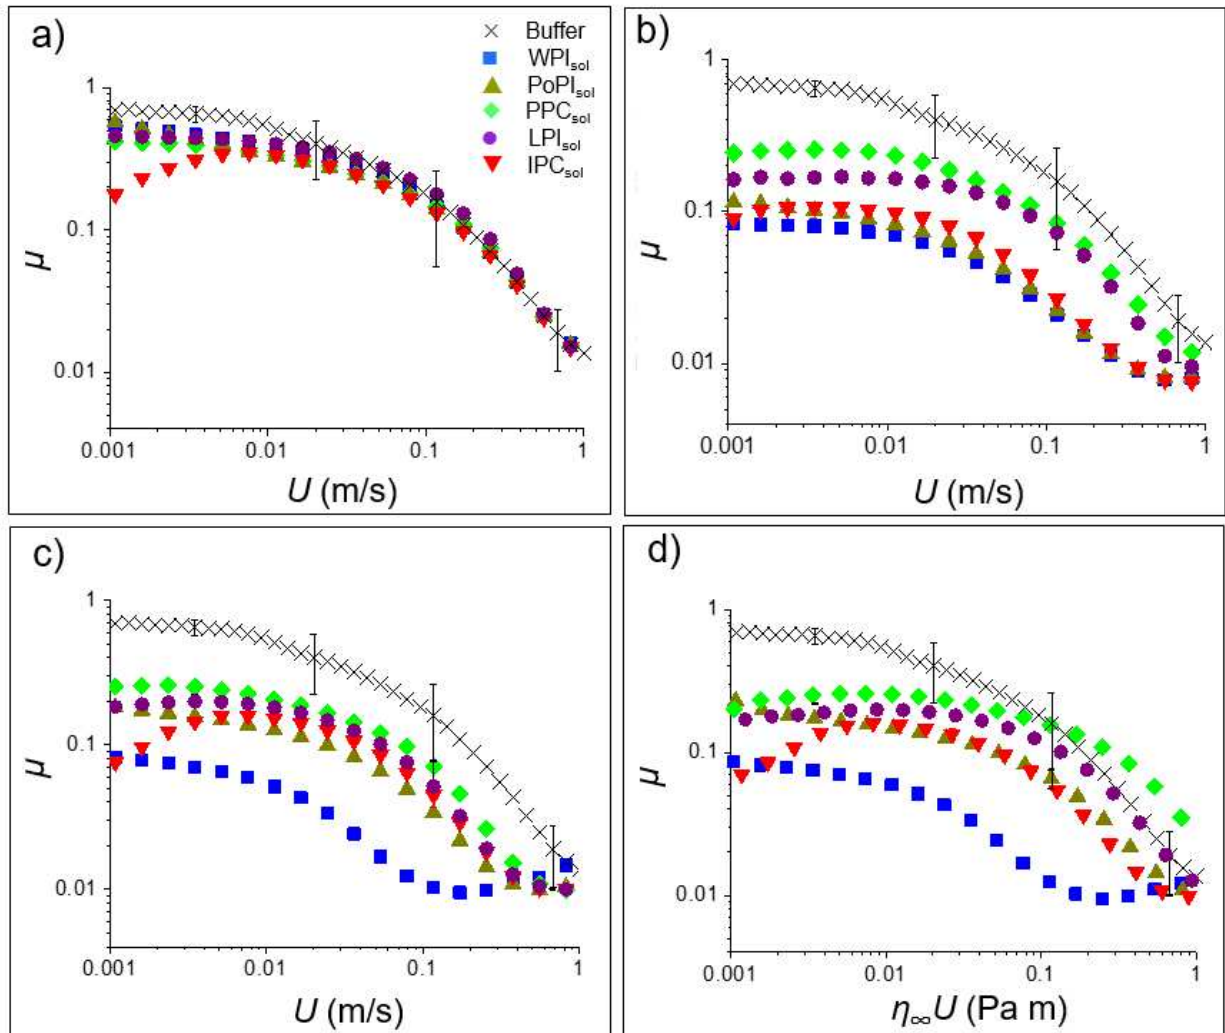 a)
Buffer
WPIsol
PoPIsol
PPCsol
LPIsol
IPCsol
1
0.1
0.01
μ
0.001 0.01 0.1 1
U (m/s)
b)
1
0.1
0.01
μ
0.001 0.01 0.1 1
U (m/s)
c)
1
0.1
0.01
μ
0.001 0.01 0.1 1
U (m/s)
d)
1
0.1
0.01
μ
0.001 0.01 0.1 1
η∞U (Pa m)